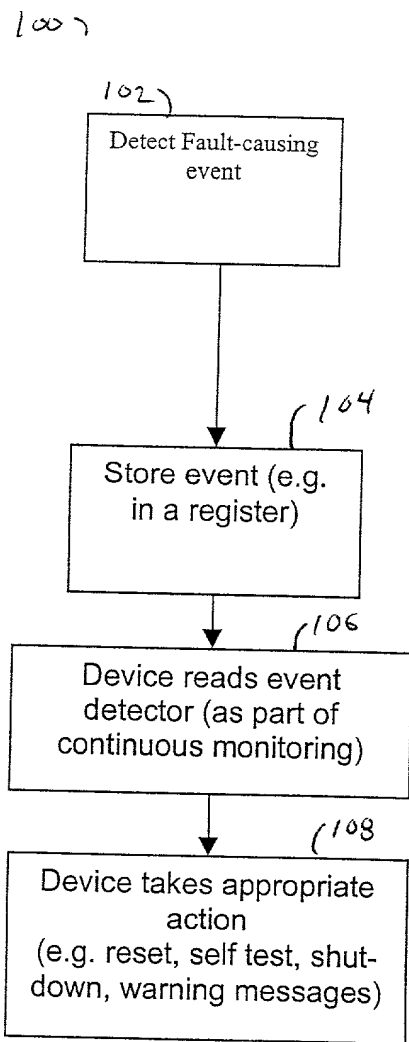 100
102
Detect Fault-causing
event
104
Store event (e.g.
in a register)
106
Device reads event
detector (as part of
continuous monitoring)
108
Device takes appropriate
action
(e.g. reset, self test, shut-
down, warning messages)